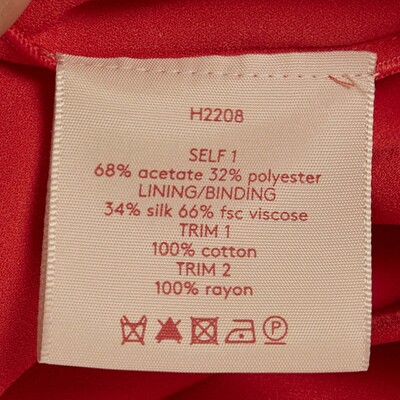 H2208
SELF 1
68% acetate 32% polyester
LINING/BINDING
34% silk 66% fsc viscose
TRIM 1
100% cotton
TRIM 2
100% rayon
P